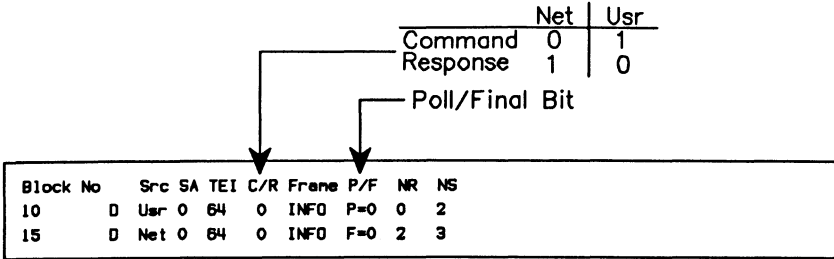 Net Usr
Command 0 1
Response 1 0
Poll/Final Bit
Block No Src SA TEI C/R Frame P/F NR NS
10 D Usr 0 64 0 INFO P=0 0 2
15 D Net 0 64 0 INFO F=0 2 3